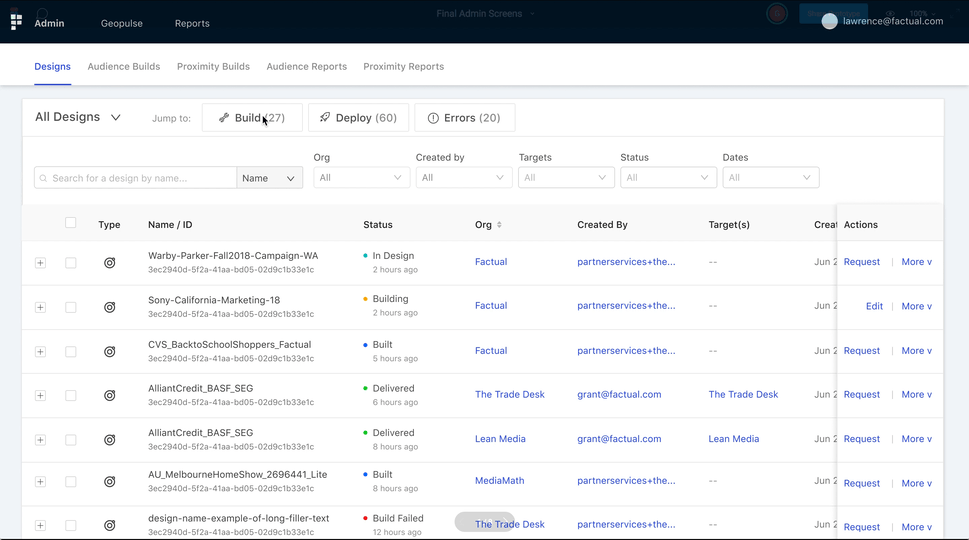 Final Admin Screens
100%
Admin
Geopulse
Reports
lawrence@factual.com
Designs
Audience Builds
Proximity Builds
Audience Reports
Proximity Reports
All Designs
Jump to:
Build (27)
Deploy (60)
Errors (20)
Org
Created by
Targets
Status
Dates
Search for a design by name...
Name
All
All
All
All
All
Type
Name / ID
Status
Org
Created By
Target(s)
Creat
Actions
Warby-Parker-Fall2018-Campaign-WA
3ec2940d-5f2a-41aa-bd05-02d9c1b33e1c
In Design
2 hours ago
Factual
partnerservices+the...
--
Jun 2
Request
More v
Sony-California-Marketing-18
3ec2940d-5f2a-41aa-bd05-02d9c1b33e1c
Building
2 hours ago
Factual
partnerservices+the...
--
Jun 2
Edit
More v
CVS_BacktoSchoolShoppers_Factual
3ec2940d-5f2a-41aa-bd05-02d9c1b33e1c
Built
5 hours ago
Factual
partnerservices+the...
--
Jun 2
Request
More v
AlliantCredit_BASF_SEG
3ec2940d-5f2a-41aa-bd05-02d9c1b33e1c
Delivered
6 hours ago
The Trade Desk
grant@factual.com
The Trade Desk
Jun 2
Request
More v
AlliantCredit_BASF_SEG
3ec2940d-5f2a-41aa-bd05-02d9c1b33e1c
Delivered
8 hours ago
Lean Media
grant@factual.com
Lean Media
Jun 2
Request
More v
AU_MelbourneHomeShow_2696441_Lite
3ec2940d-5f2a-41aa-bd05-02d9c1b33e1c
Built
8 hours ago
MediaMath
partnerservices+the...
--
Jun 2
Request
More v
design-name-example-of-long-filler-text
3ec2940d-5f2a-41aa-bd05-02d9c1b33e1c
Build Failed
12 hours ago
The Trade Desk
partnerservices+the...
--
Jun 2
Request
More v